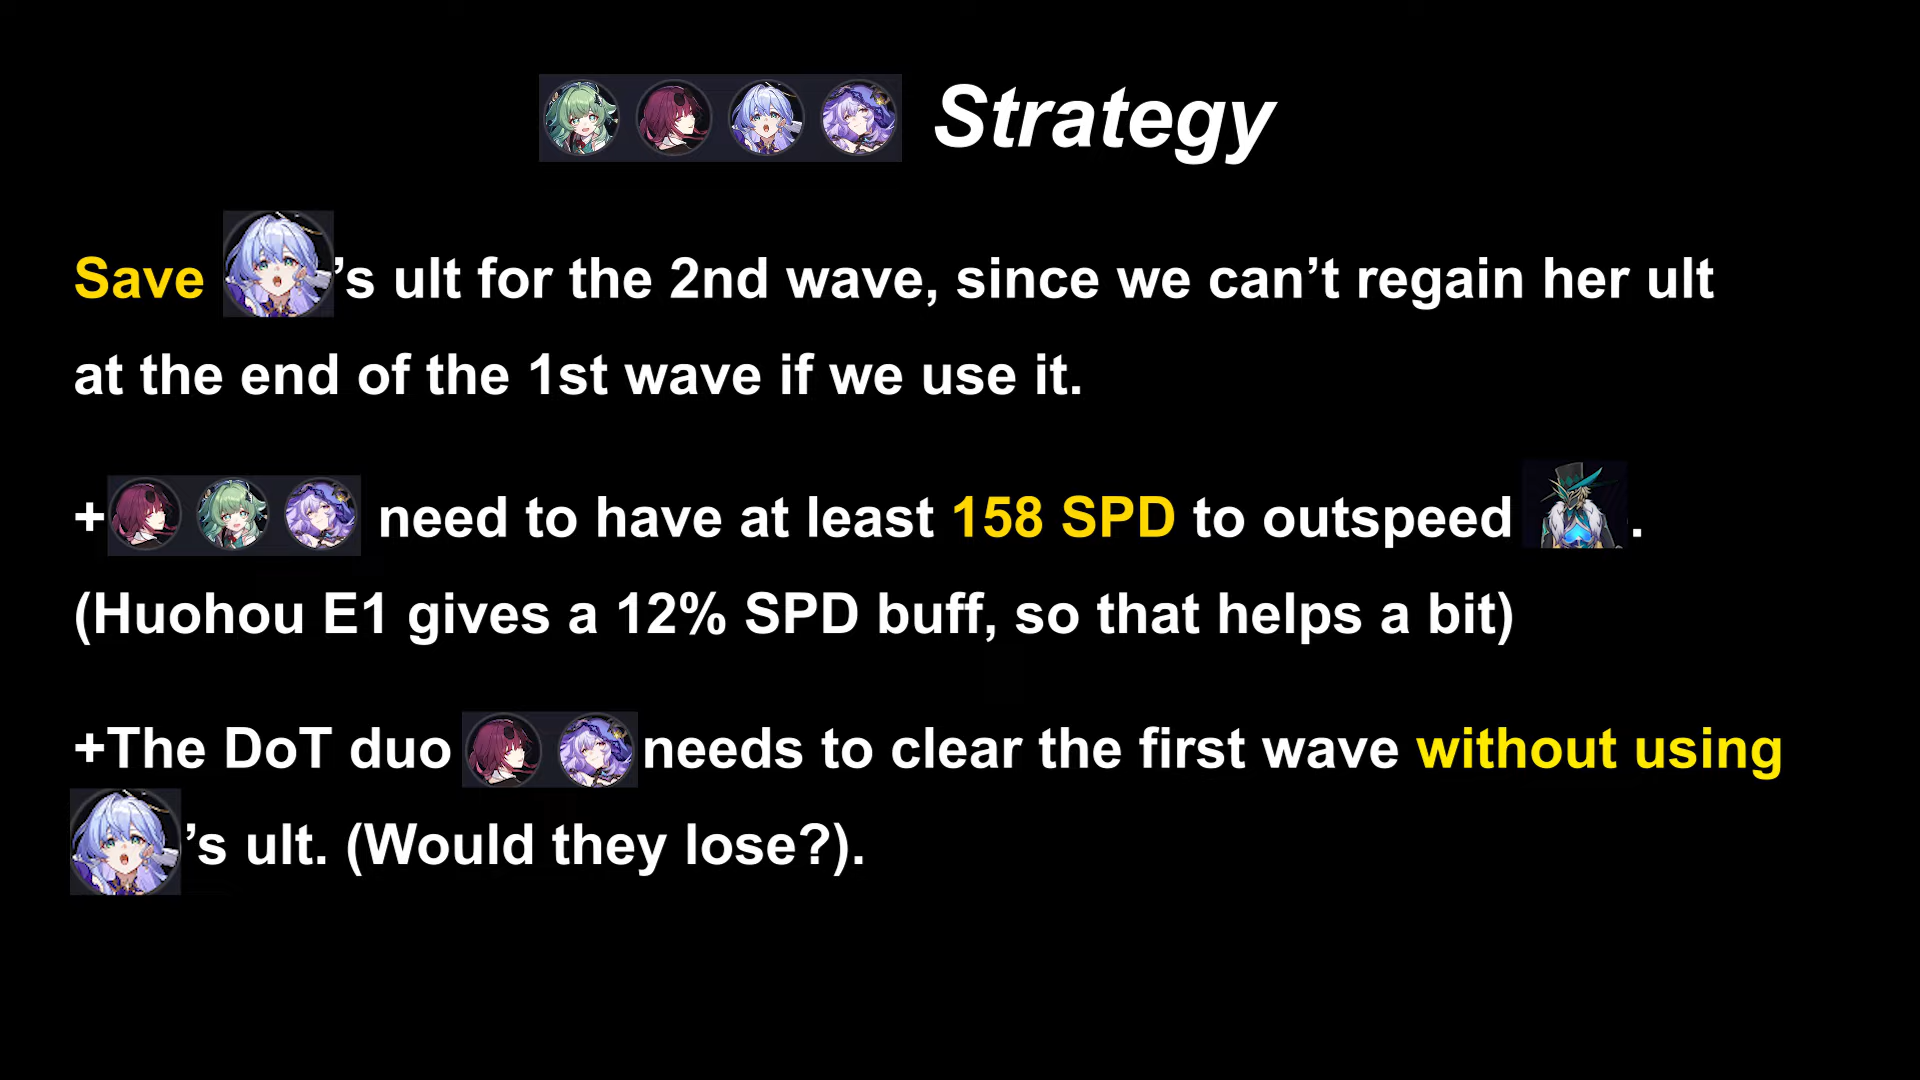 Strategy
Save 's ult for the 2nd wave, since we can't regain her ult
at the end of the 1st wave if we use it.
+ need to have at least 158 SPD to outspeed .
(Huohou E1 gives a 12% SPD buff, so that helps a bit)
+The DoT duo needs to clear the first wave without using
's ult. (Would they lose?).